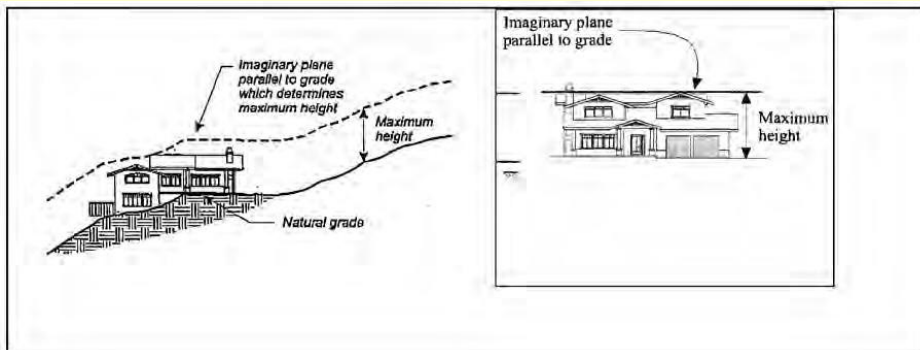 Imaginary plane
parallel to grade
which determines
maximum height
Maximum
height
Natural grade
Imaginary plane
parallel to grade
Maximum
height